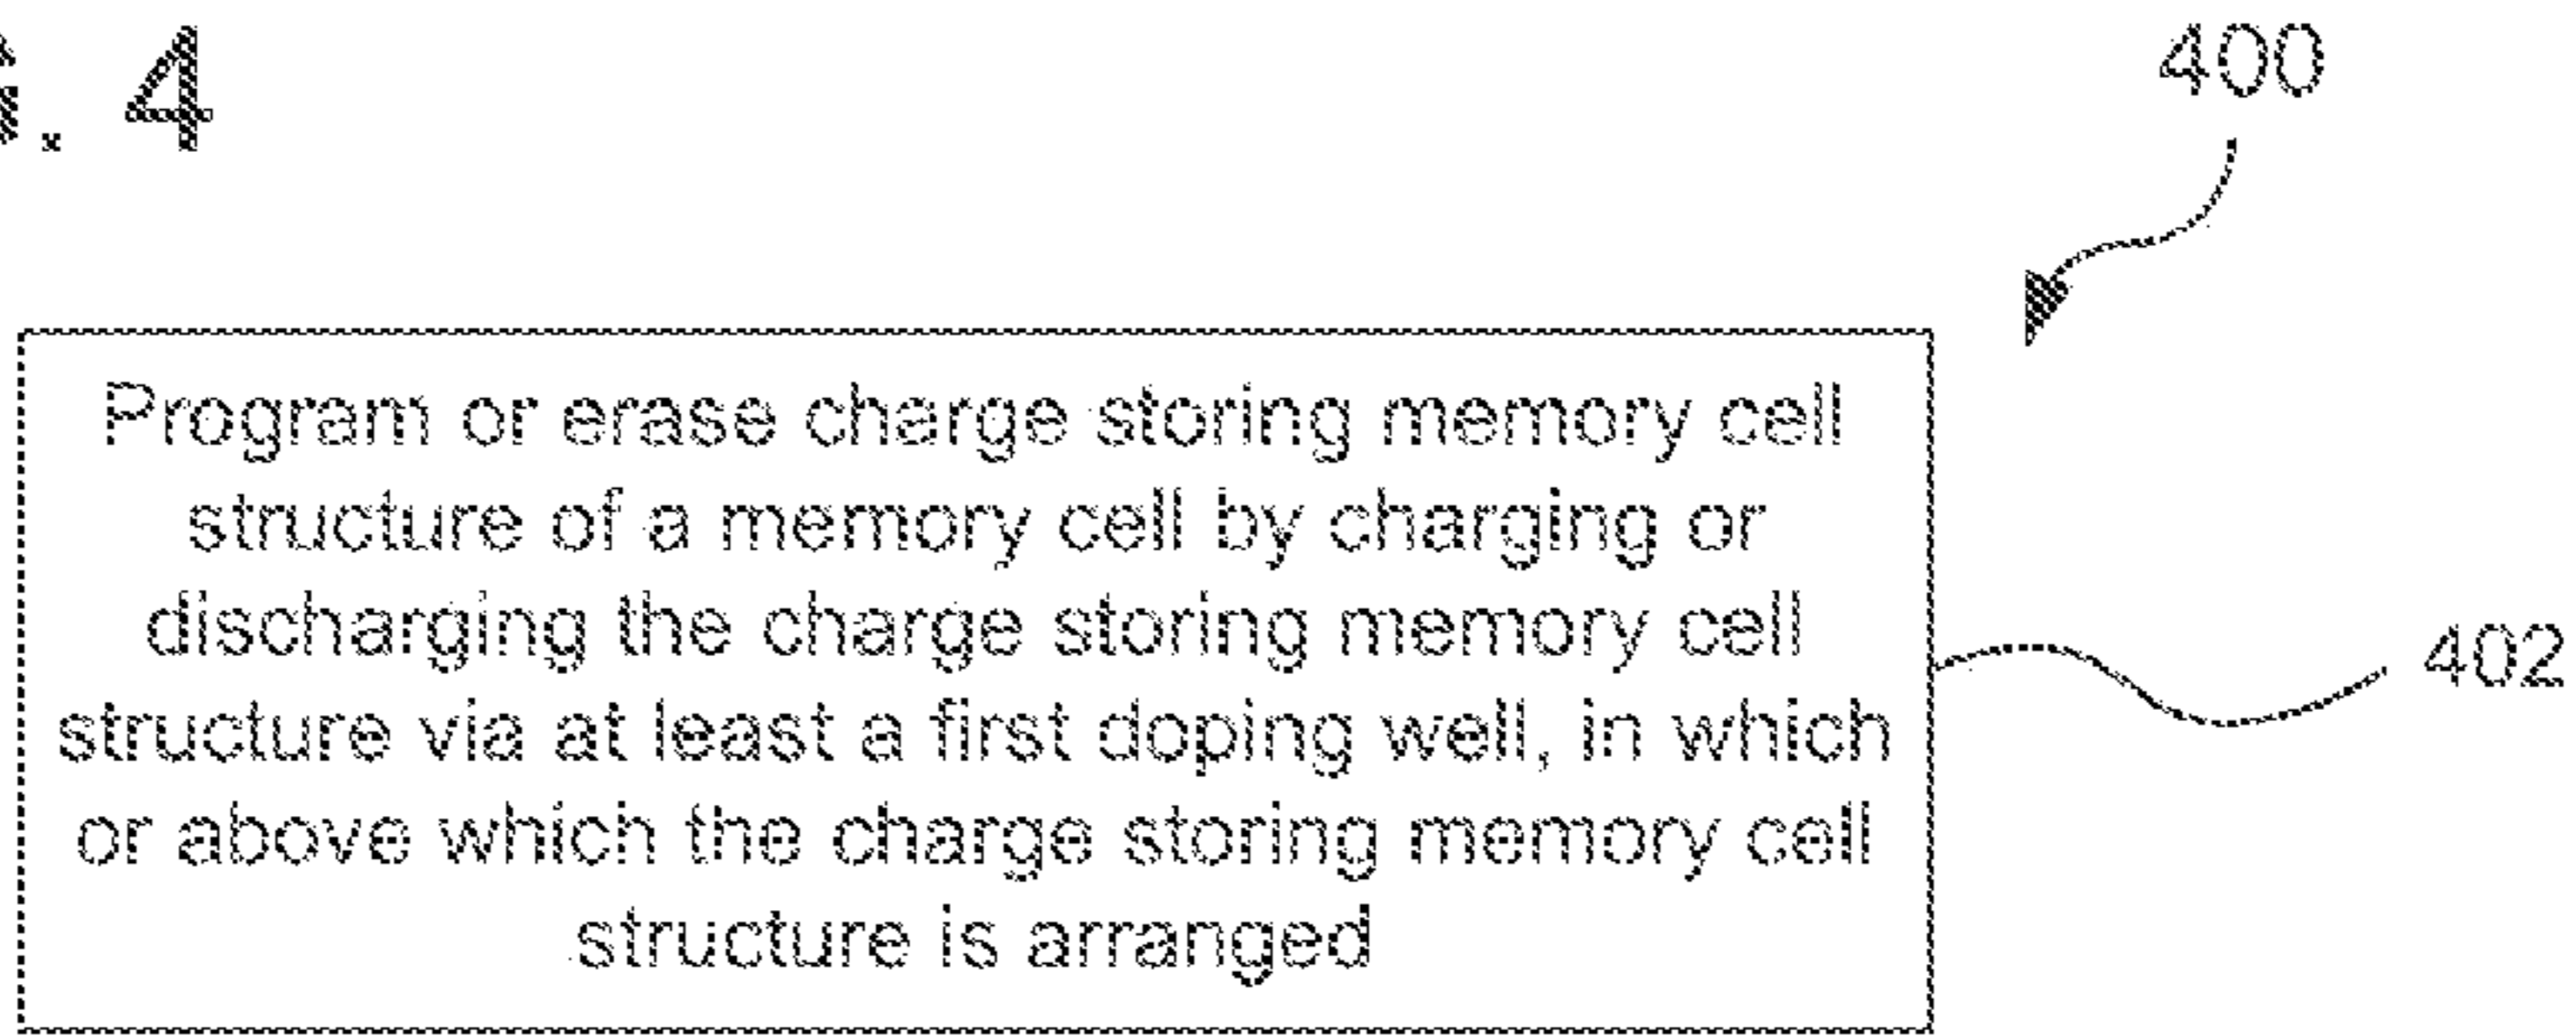 G. 4
400
Program or erase charge storing memory cell
structure of a memory cell by charging or
discharging the charge storing memory cell
structure via at least a first doping well, in which
or above which the charge storing memory cell
structure is arranged
402